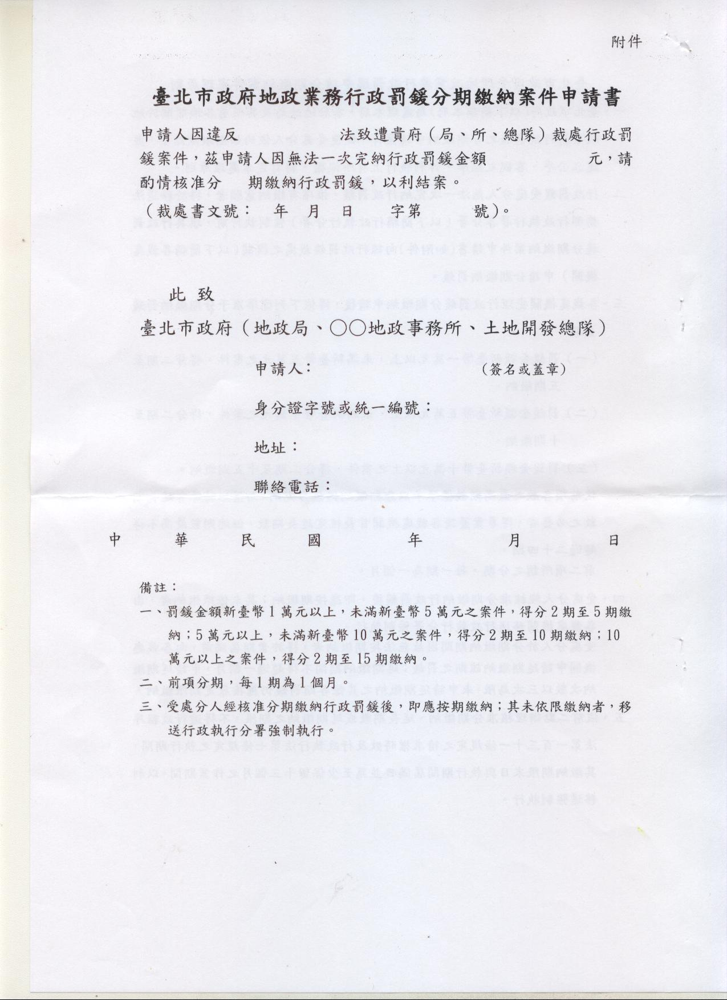 附件
臺北市政府地政業務行政罰鍰分期繳納案件申請書
申請人因違反　　　　　　法致遭貴府（局、所、總隊）裁處行政罰
鍰案件，茲申請人因無法一次完納行政罰鍰金額　　　　　　元，請
酌情核准分　期繳納行政罰鍰，以利結案。
（裁處書文號：　年　月　日　　字第　　　號）。
此 致
臺北市政府（地政局、○○地政事務所、土地開發總隊）
申請人：　　　　　　　　　　（簽名或蓋章）
身分證字號或統一編號：
地址：
聯絡電話：
中　華　民　國　　年　　月　　日
備註：
一、罰鍰金額新臺幣1萬元以上，未滿新臺幣5萬元之案件，得分2期至5期繳
納；5萬元以上，未滿新臺幣10萬元之案件，得分2期至10期繳納；10
萬元以上之案件，得分2期至15期繳納。
二、前項分期，每1期為1個月。
三、受處分人經核准分期繳納行政罰鍰後，即應按期繳納；其未依限繳納者，移
送行政執行分署強制執行。